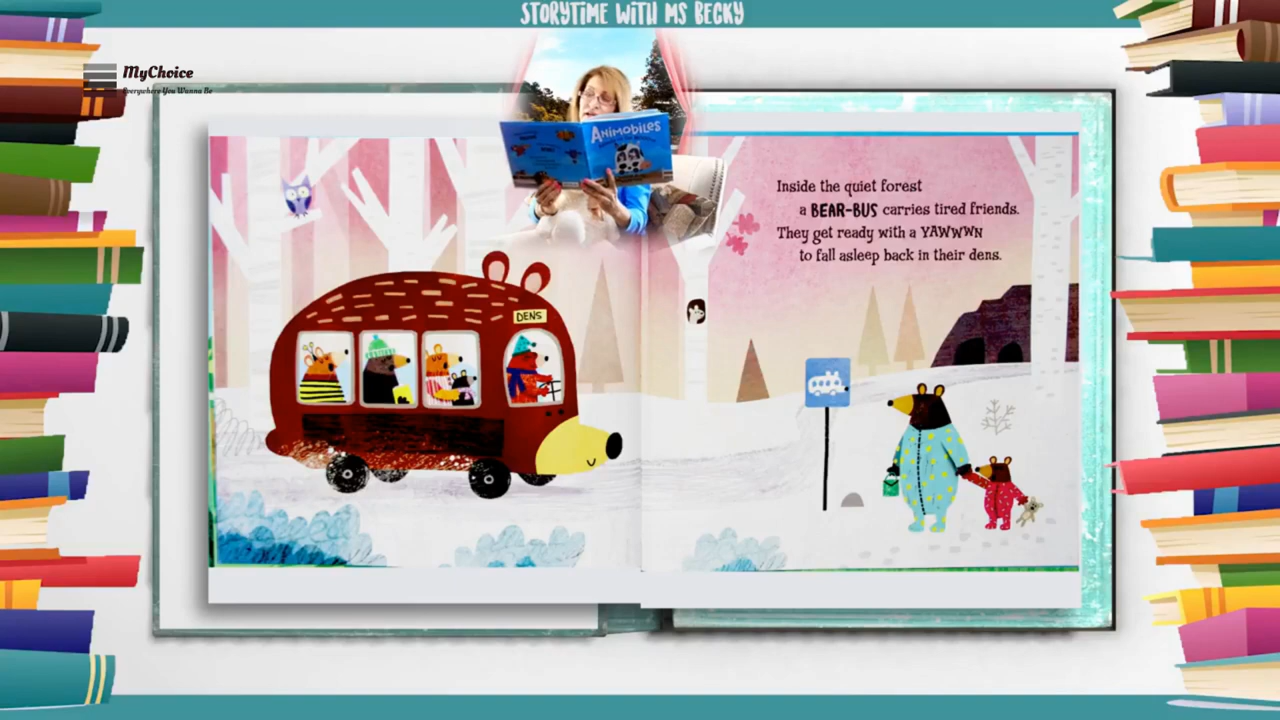 STORYTIME WITH MS BECKY
MyChoice
Everywhere You Wanna Be
ANIMOBILES
Inside the quiet forest
a BEAR-BUS carries tired friends.
They get ready with a YAWWWN
to fall asleep back in their dens.
DENS